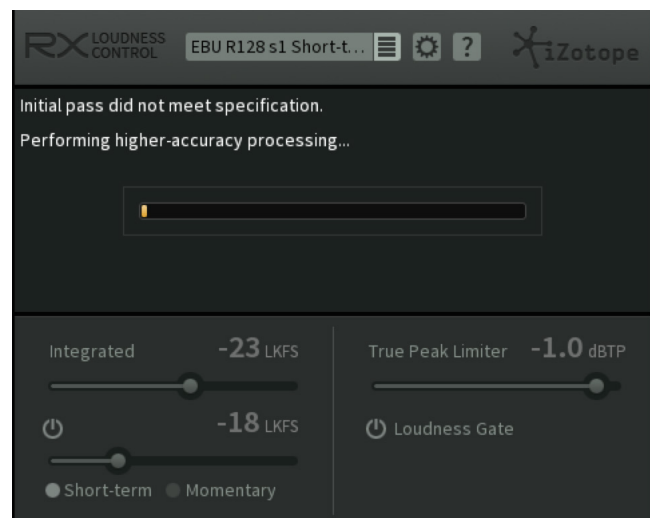 RX LOUDNESS CONTROL
EBU R128 s1 Short-t...
?
iZotope
Initial pass did not meet specification.
Performing higher-accuracy processing...
Integrated -23 LKFS
-18 LKFS
Short-term Momentary
True Peak Limiter -1.0 dBTP
Loudness Gate